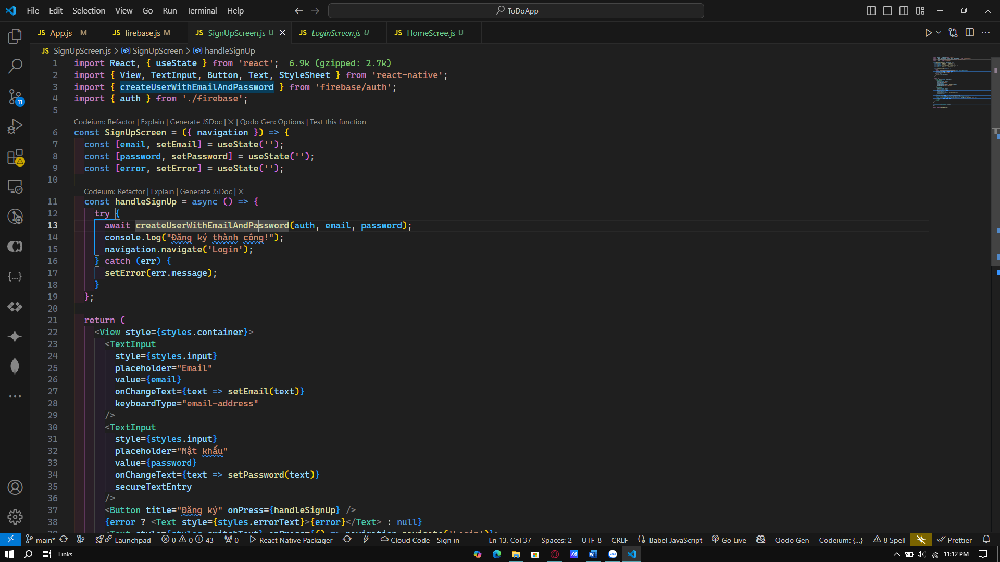 File Edit Selection View Go Run Terminal Help
ToDoApp
JS App.js M
JS firebase.js M
JS SignUpScreen.js U
JS LoginScreen.js U
JS HomeScree.js U
JS SignUpScreen.js > SignUpScreen > handleSignUp
1 import React, { useState } from 'react'; 6.9k (gzipped: 2.7k)
2 import { View, TextInput, Button, Text, StyleSheet } from 'react-native';
3 import { createUserWithEmailAndPassword } from 'firebase/auth';
4 import { auth } from './firebase';
5
Codeium: Refactor | Explain | Generate JSDoc | X | Qodo Gen: Options | Test this function
6 const SignUpScreen = ({ navigation }) => {
7 const [email, setEmail] = useState('');
8 const [password, setPassword] = useState('');
9 const [error, setError] = useState('');
10
Codeium: Refactor | Explain | Generate JSDoc | X
11 const handleSignUp = async () => {
12 try {
13 await createUserWithEmailAndPassword(auth, email, password);
14 console.log("Đăng ký thành công!");
15 navigation.navigate('Login');
16 } catch (err) {
17 setError(err.message);
18 }
19 };
20
21 return (
22 <View style={styles.container}>
23 <TextInput
24 style={styles.input}
25 placeholder="Email"
26 value={email}
27 onChangeText={text => setEmail(text)}
28 keyboardType="email-address"
29 />
30 <TextInput
31 style={styles.input}
32 placeholder="Mật khẩu"
33 value={password}
34 onChangeText={text => setPassword(text)}
35 secureTextEntry
36 />
37 <Button title="Đăng ký" onPress={handleSignUp} />
38 {error ? <Text style={styles.errorText}>{error}</Text> : null}
11
main* Launchpad 0 0 43 0 React Native Packager Cloud Code - Sign in Ln 13, Col 37 Spaces: 2 UTF-8 CRLF Babel JavaScript Go Live Qodo Gen Codeium: {...} 8 Spell Prettier
Links
11:12 PM